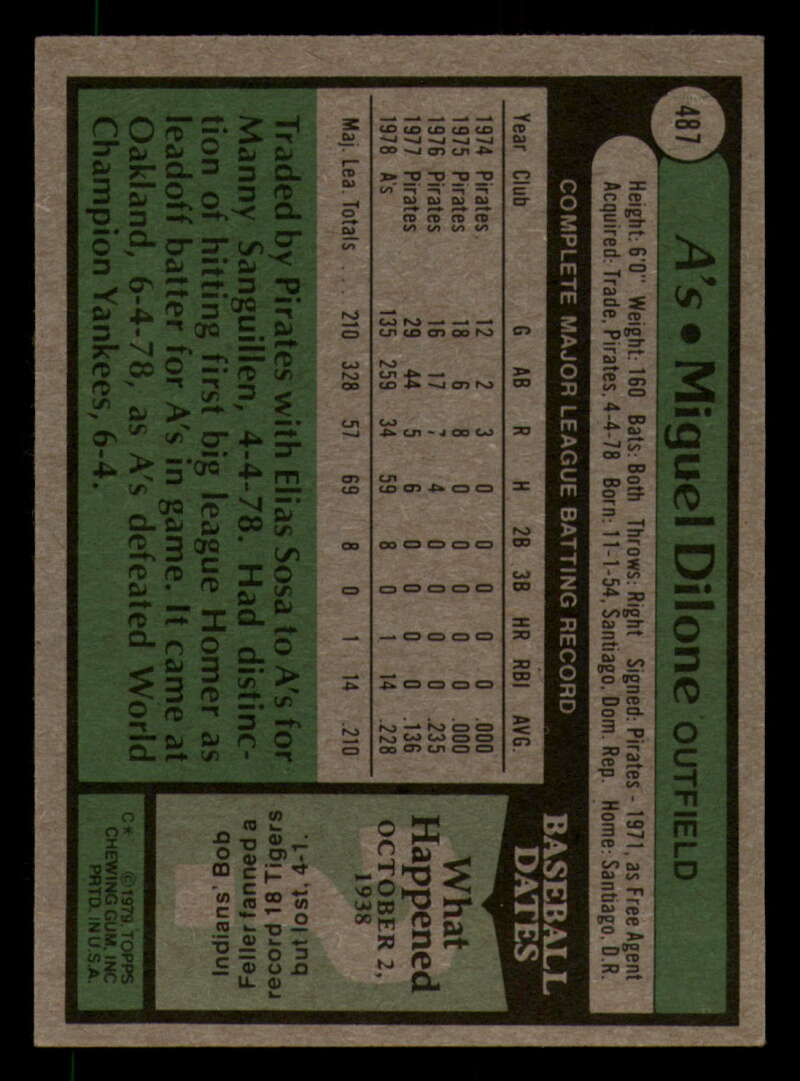 487
A's • Miguel Dilone OUTFIELD
Height: 6'0" Weight: 160 Bats: Both Throws: Right Signed: Pirates - 1971, as Free Agent
Acquired: Trade, Pirates, 4-4-78 Born: 11-1-54, Santiago, Dom. Rep. Home: Santiago, D.R.
COMPLETE MAJOR LEAGUE BATTING RECORD
Year Club G AB R H 2B 3B HR RBI AVG.
1974 Pirates 12 2 3 0 0 0 0 0 .000
1975 Pirates 18 6 8 0 0 0 0 0 .000
1976 Pirates 16 17 7 4 0 0 0 0 .235
1977 Pirates 29 44 5 6 0 0 0 0 .136
1978 A's 135 259 34 59 8 0 1 14 .228
Maj. Lea. Totals . . . 210 328 57 69 8 0 1 14 .210
Traded by Pirates with Elias Sosa to A's for
Manny Sanguillen, 4-4-78. Had distinc-
tion of hitting first big league Homer as
leadoff batter for A's in game. It came at
Oakland, 6-4-78, as A's defeated World
Champion Yankees, 6-4.
BASEBALL
DATES
What
Happened
OCTOBER 2,
1938
Indians' Bob
Feller fanned a
record 18 Tigers
but lost, 4-1.
C* ©1979 TOPPS
CHEWING GUM, INC
PRTD. IN U.S.A.